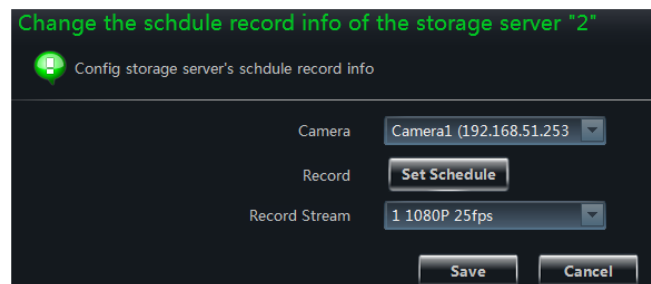 Change the schdule record info of the storage server "2"
Config storage server's schdule record info
Camera Camera1 (192.168.51.253
Record Set Schedule
Record Stream 1 1080P 25fps
Save Cancel